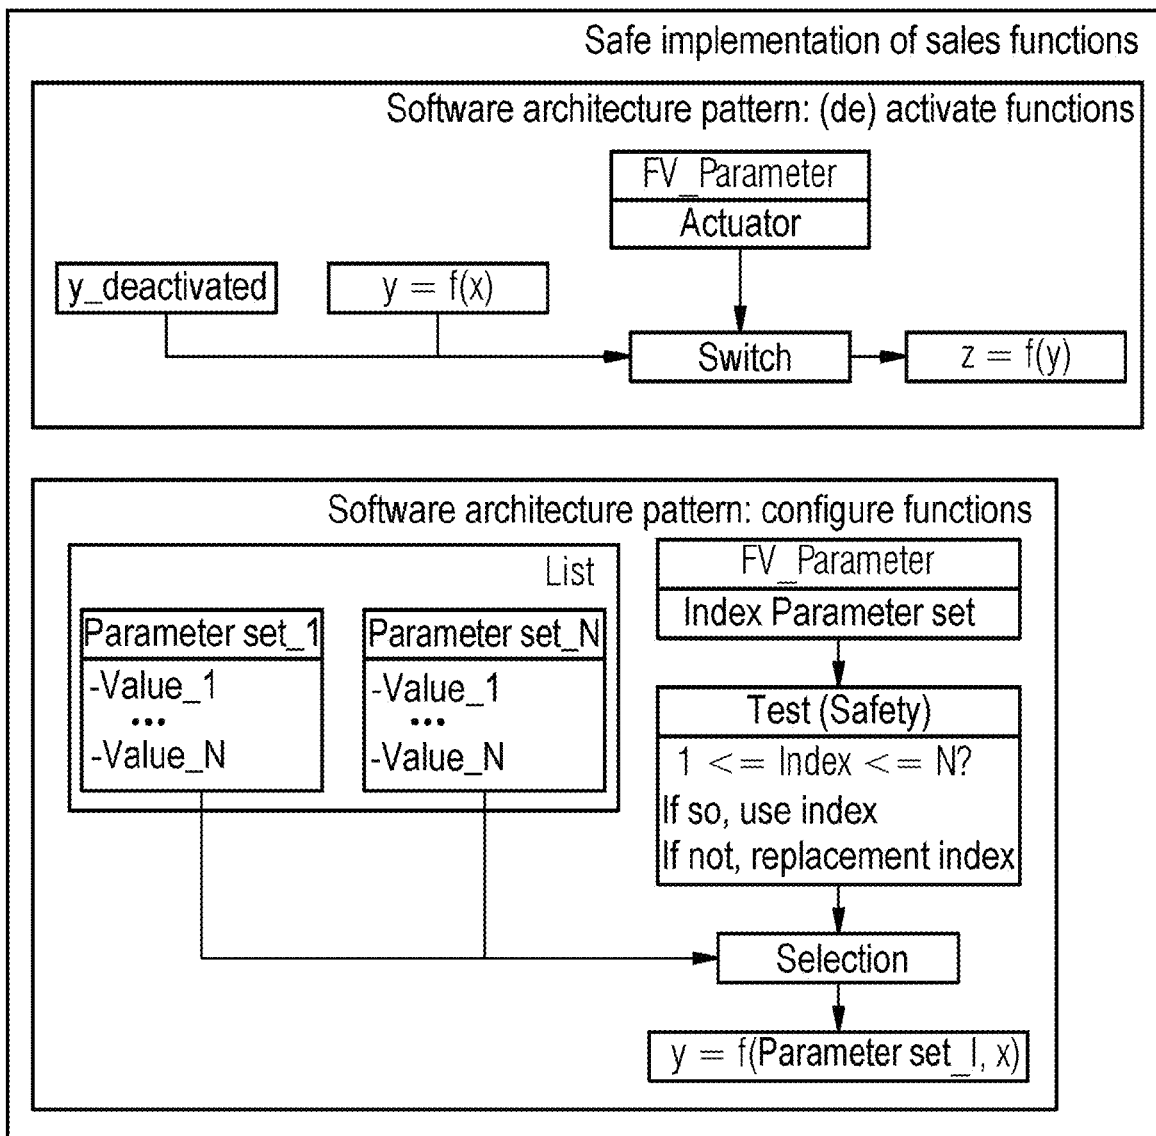 Safe implementation of sales functions
Software architecture pattern: (de) activate functions
FV_Parameter
Actuator
y_deactivated
y = f(x)
Switch
z = f(y)
Software architecture pattern: configure functions
List
Parameter set_1
-Value_1
...
-Value_N
Parameter set_N
-Value_1
...
-Value_N
FV_Parameter
Index Parameter set
Test (Safety)
1 <= Index <= N?
If so, use index
If not, replacement index
Selection
y = f(Parameter set_I, x)